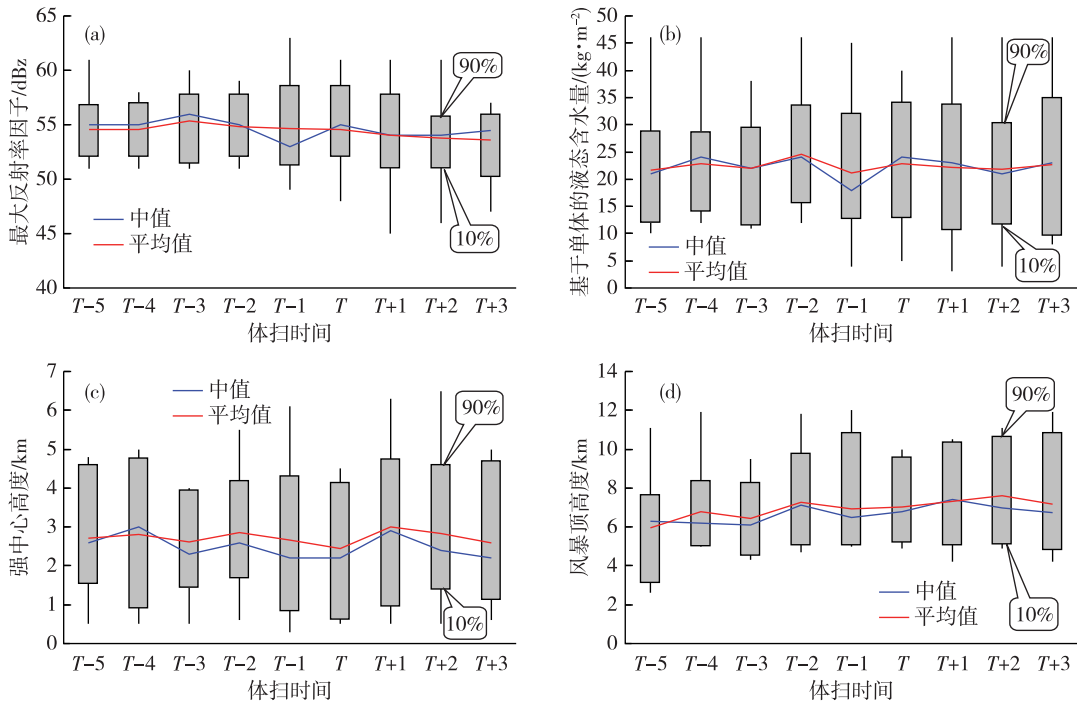 (a)
最大反射率因子/dBz
65
60
55
50
45
40
90%
10%
中值
平均值
T−5 T−4 T−3 T−2 T−1 T T+1 T+2 T+3
体扫时间
(b)
基于单体的液态含水量/(kg•m−2)
50
45
40
35
30
25
20
15
10
5
0
90%
10%
中值
平均值
T−5 T−4 T−3 T−2 T−1 T T+1 T+2 T+3
体扫时间
(c)
强中心高度/km
7
6
5
4
3
2
1
0
中值
平均值
90%
10%
T−5 T−4 T−3 T−2 T−1 T T+1 T+2 T+3
体扫时间
(d)
风暴顶高度/km
14
12
10
8
6
4
2
0
90%
10%
中值
平均值
T−5 T−4 T−3 T−2 T−1 T T+1 T+2 T+3
体扫时间